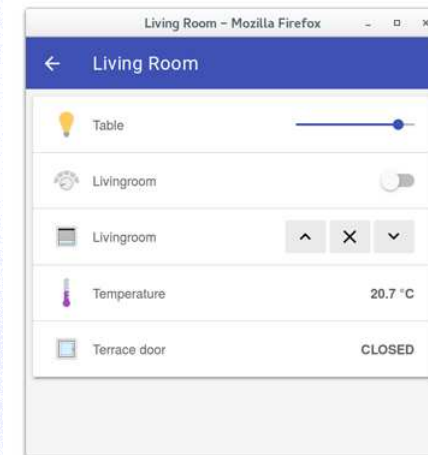 Living Room – Mozilla Firefox
Living Room
Table
Livingroom
Livingroom
Temperature 20.7 °C
Terrace door CLOSED